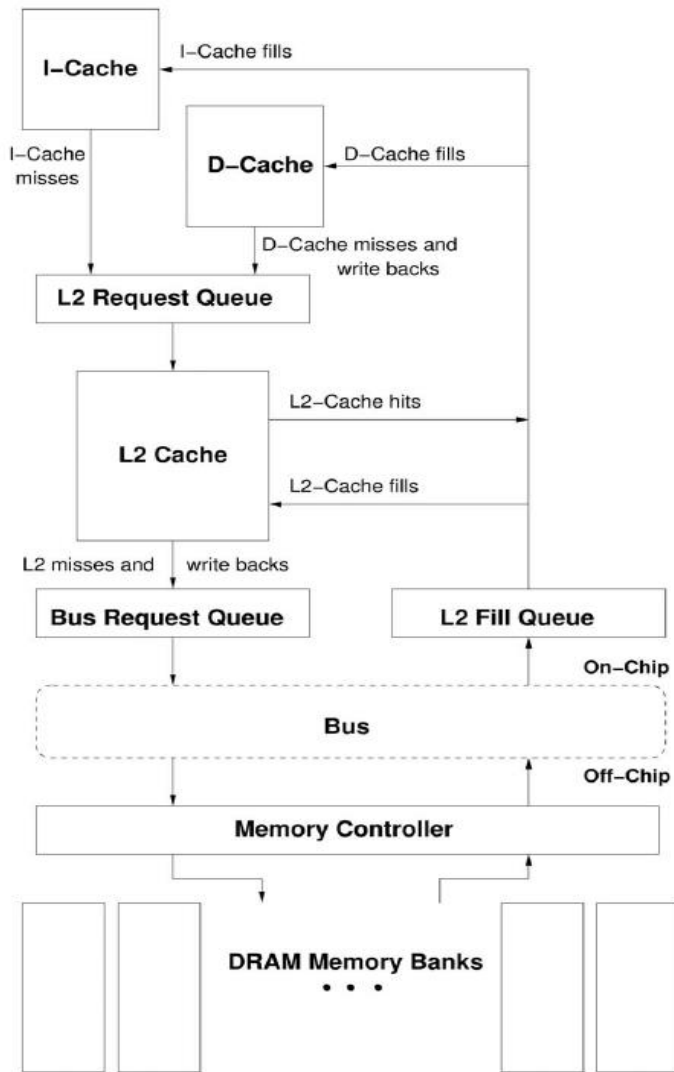 I-Cache fills
I-Cache
I-Cache
misses
D-Cache
D-Cache fills
D-Cache misses and
write backs
L2 Request Queue
L2-Cache hits
L2 Cache
L2-Cache fills
L2 misses and write backs
Bus Request Queue
L2 Fill Queue
On-Chip
Bus
Off-Chip
Memory Controller
DRAM Memory Banks
• • •